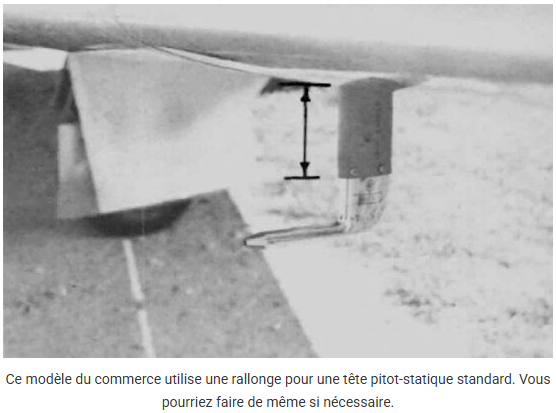 Ce modèle du commerce utilise une rallonge pour une tête pitot-statique standard. Vous
pourriez faire de même si nécessaire.